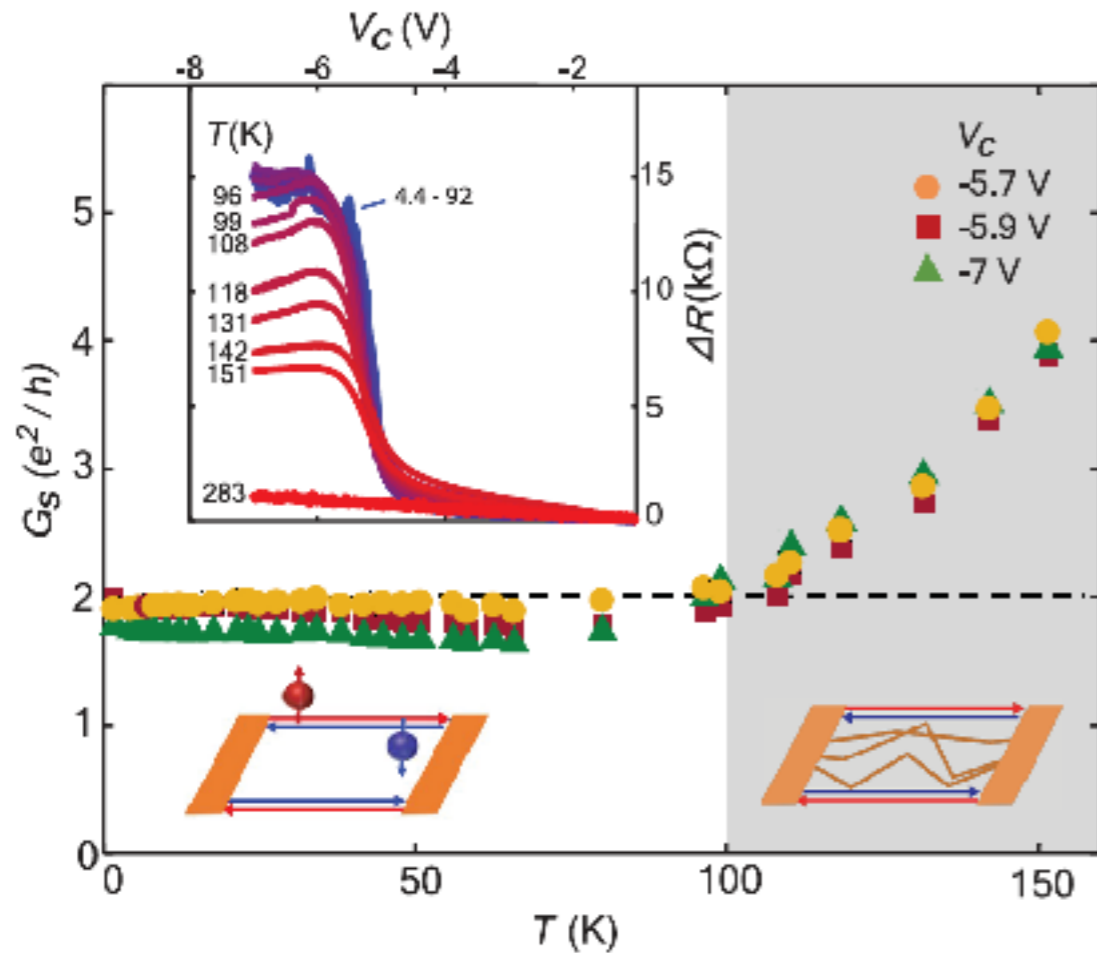 V_C (V)
-8 -6 -4 -2
T(K)
96
99
108
118
131
142
151
283
4.4 - 92
15
10
5
0
ΔR(kΩ)
V_C
-5.7 V
-5.9 V
-7 V
G_S (e²/h)
5
4
3
2
1
0
0 50 100 150
T (K)